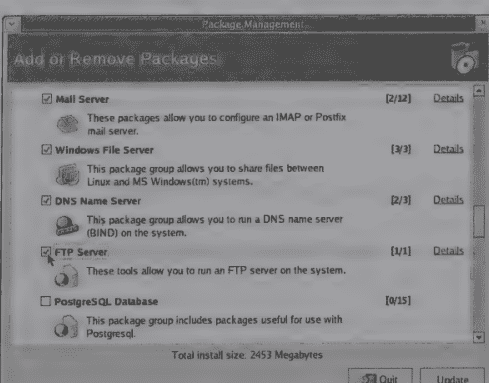 Package Management
Add or Remove Packages
Mail Server [2/12] Details
These packages allow you to configure an IMAP or Postfix
mail server.
Windows File Server [3/3] Details
This package group allows you to share files between
Linux and MS Windows(tm) systems.
DNS Name Server [2/3] Details
This package group allows you to run a DNS name server
(BIND) on the system.
FTP Server [1/1] Details
These tools allow you to run an FTP server on the system.
PostgreSQL Database [0/15]
This package group includes packages useful for use with
Postgresql.
Total install size: 2453 Megabytes
Quit Update